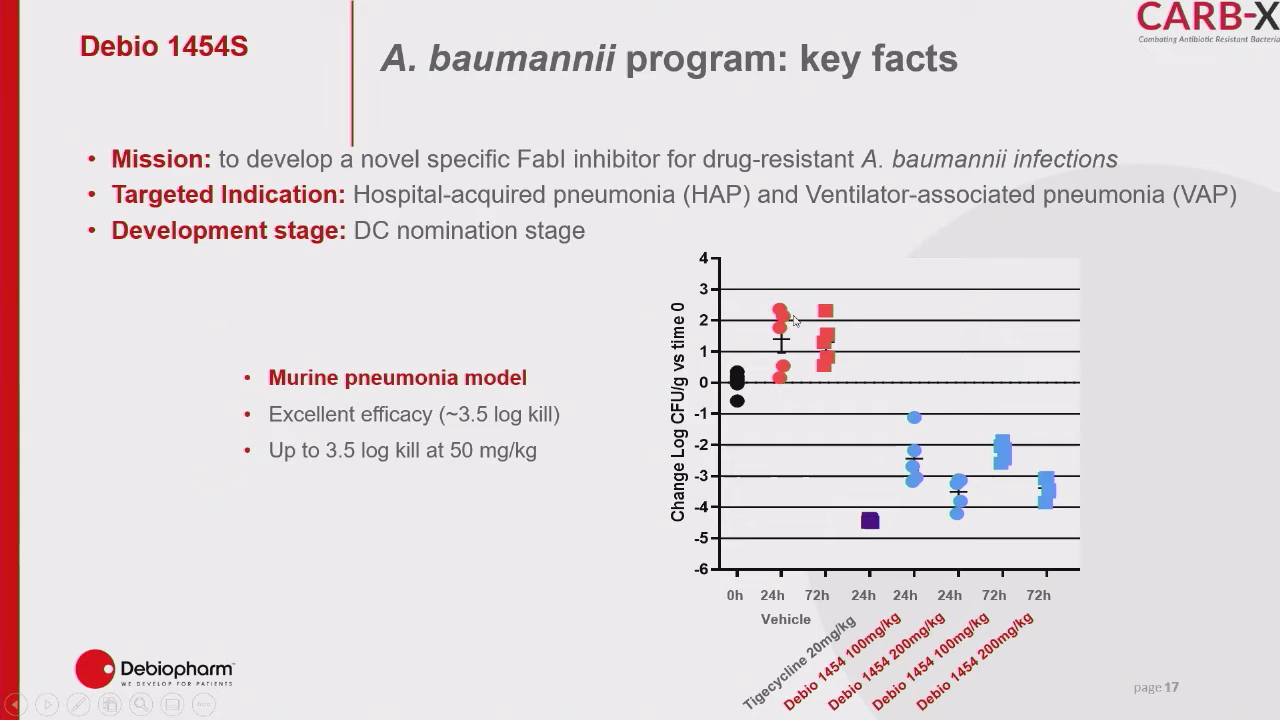 Debio 1454S
A. baumannii program: key facts
CARB-X
Combating Antibiotic Resistant Bacteria
• Mission: to develop a novel specific FabI inhibitor for drug-resistant A. baumannii infections
• Targeted Indication: Hospital-acquired pneumonia (HAP) and Ventilator-associated pneumonia (VAP)
• Development stage: DC nomination stage
• Murine pneumonia model
• Excellent efficacy (~3.5 log kill)
• Up to 3.5 log kill at 50 mg/kg
Change Log CFU/g vs time 0
4
3
2
1
0
-1
-2
-3
-4
-5
-6
0h 24h 72h 24h 24h 24h 72h 72h
Vehicle
Tigecycline 20mg/kg
Debio 1454 100mg/kg
Debio 1454 200mg/kg
Debio 1454 100mg/kg
Debio 1454 200mg/kg
Debiopharm
WE DEVELOP FOR PATIENTS
page 17